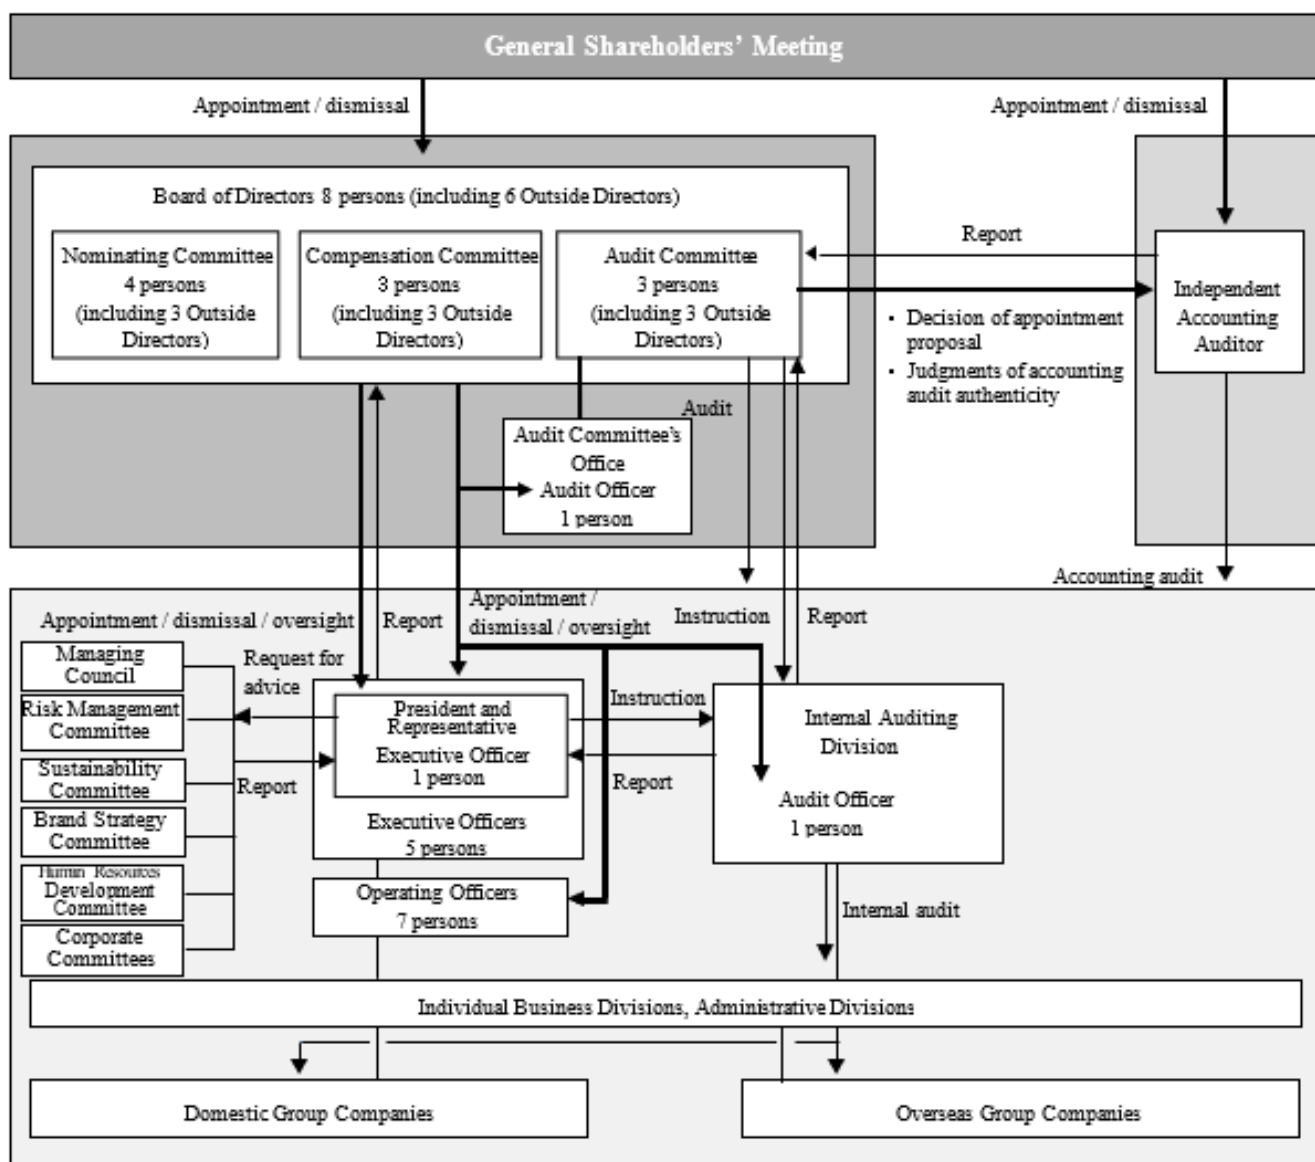 General Shareholders' Meeting
Appointment / dismissal
Appointment / dismissal
Board of Directors 8 persons (including 6 Outside Directors)
Nominating Committee
4 persons
(including 3 Outside
Directors)
Compensation Committee
3 persons
(including 3 Outside
Directors)
Audit Committee
3 persons
(including 3 Outside
Directors)
Report
Independent
Accounting
Auditor
• Decision of appointment
proposal
• Judgments of accounting
audit authenticity
Audit
Audit Committee's
Office
Audit Officer
1 person
Accounting audit
Appointment / dismissal / oversight
Report
Appointment /
dismissal / oversight
Instruction
Report
Managing
Council
Risk Management
Committee
Sustainability
Committee
Brand Strategy
Committee
Human Resources
Development
Committee
Corporate
Committees
Request for
advice
Report
President and
Representative
Executive Officer
1 person
Executive Officers
5 persons
Operating Officers
7 persons
Instruction
Report
Internal Auditing
Division
Audit Officer
1 person
Internal audit
Individual Business Divisions, Administrative Divisions
Domestic Group Companies
Overseas Group Companies